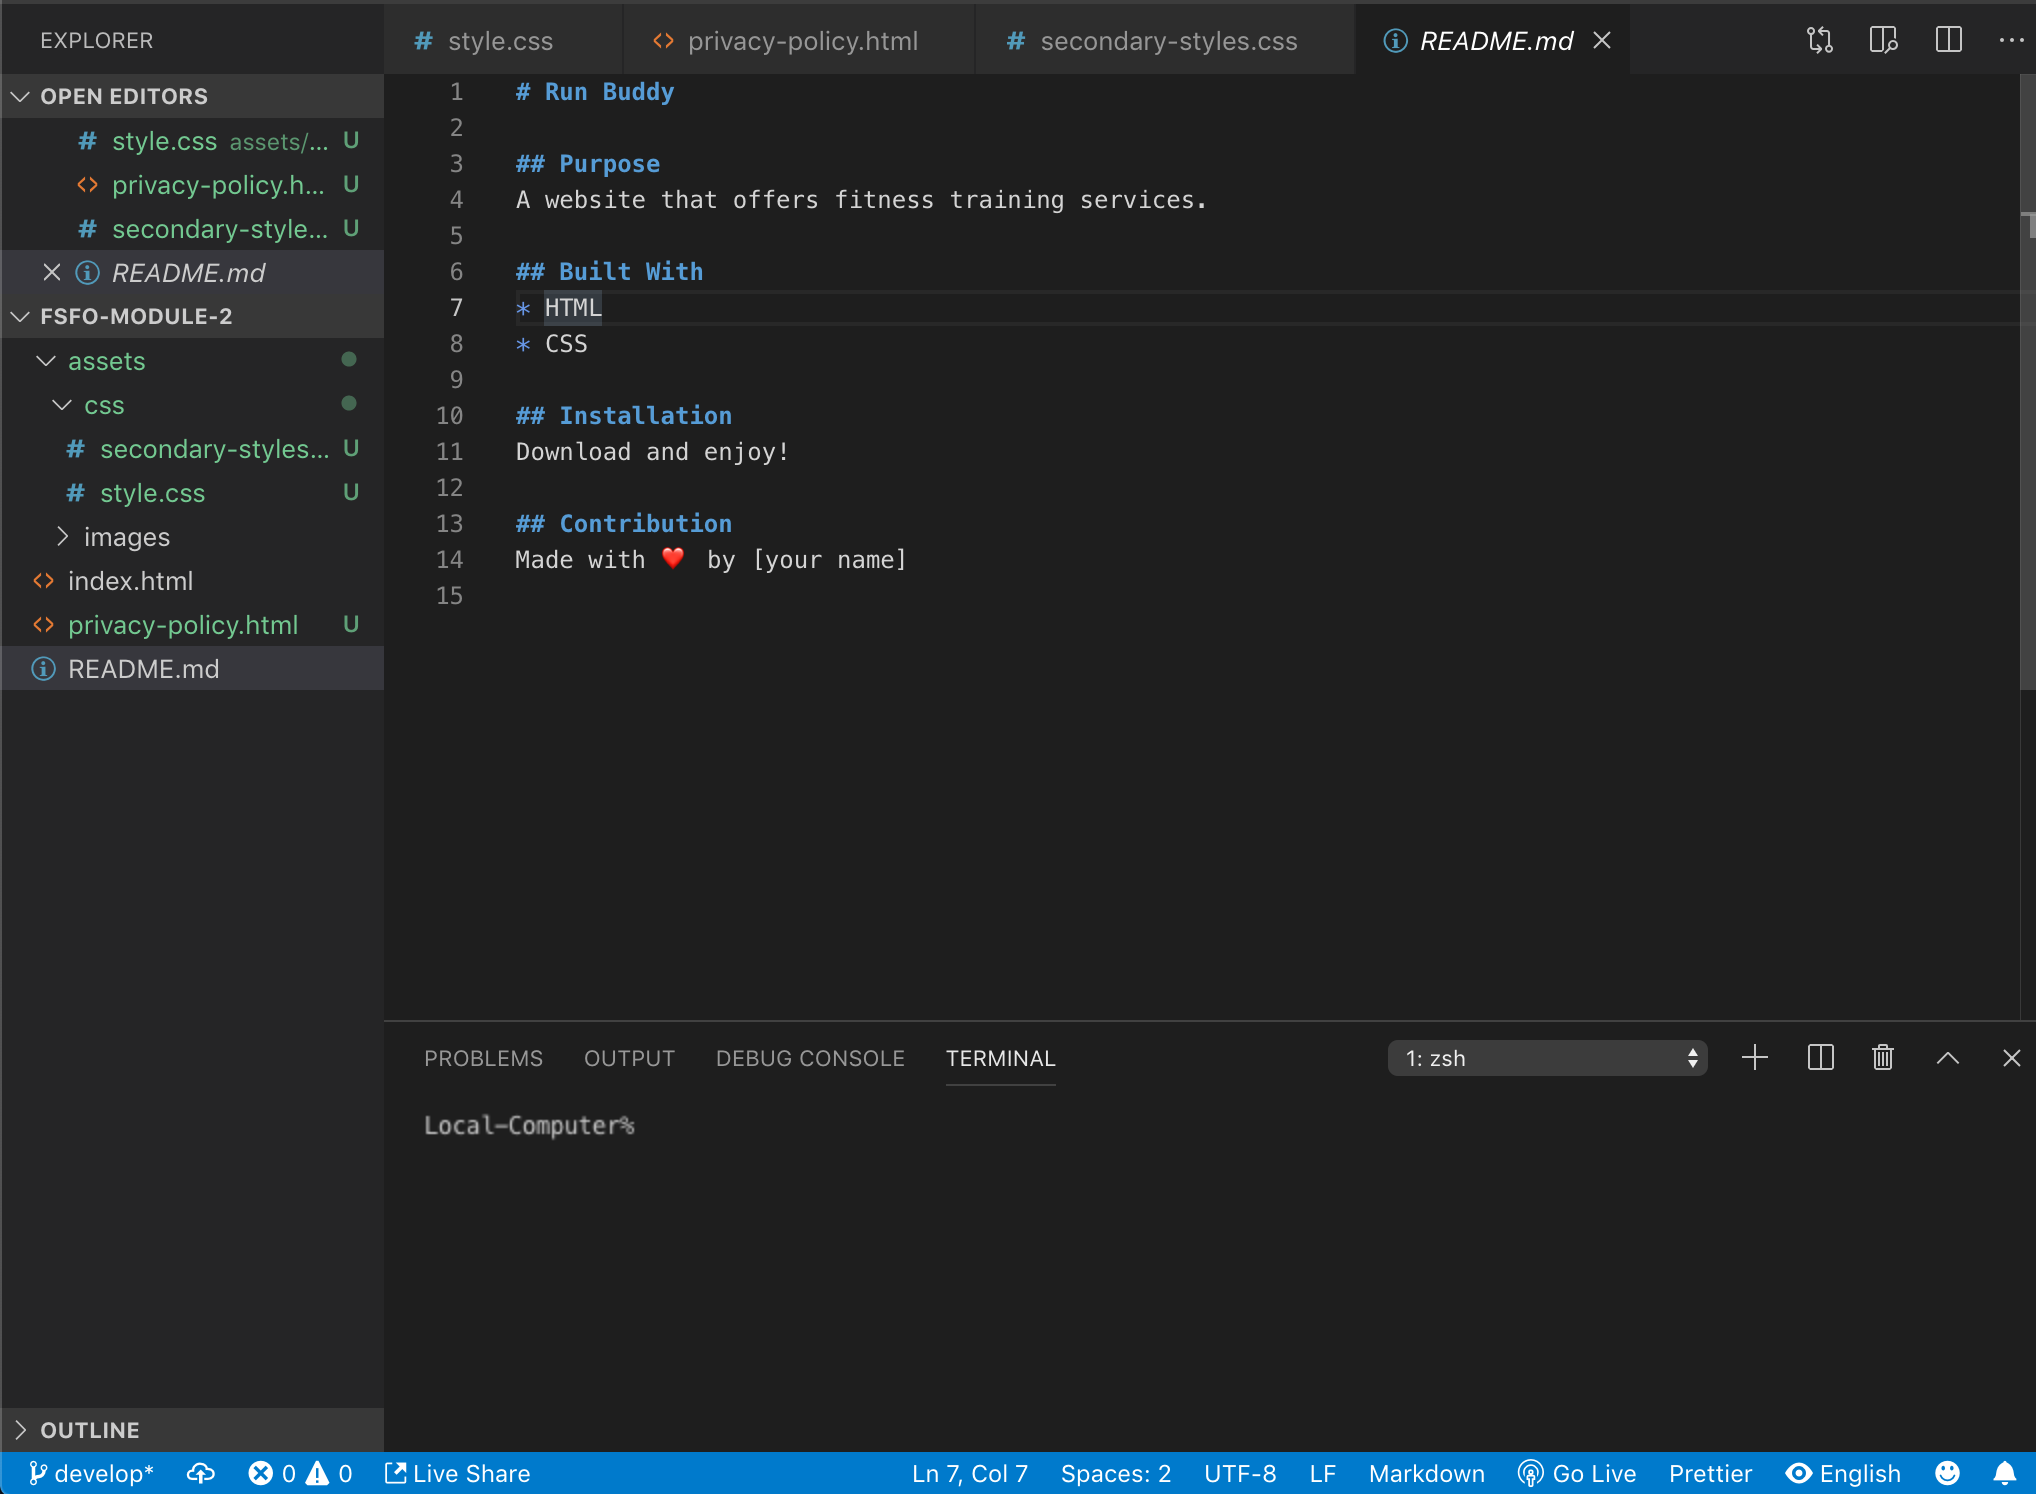 EXPLORER
OPEN EDITORS
# style.css assets/... U
<> privacy-policy.h... U
# secondary-style... U
README.md
FSFO-MODULE-2
assets
css
# secondary-styles... U
# style.css U
images
<> index.html
<> privacy-policy.html U
README.md
OUTLINE
# style.css <> privacy-policy.html # secondary-styles.css README.md
1 # Run Buddy
2
3 ## Purpose
4 A website that offers fitness training services.
5
6 ## Built With
7 * HTML
8 * CSS
9
10 ## Installation
11 Download and enjoy!
12
13 ## Contribution
14 Made with ❤️ by [your name]
15
PROBLEMS OUTPUT DEBUG CONSOLE TERMINAL 1: zsh
Local-Computer%
develop* 0 0 Live Share Ln 7, Col 7 Spaces: 2 UTF-8 LF Markdown Go Live Prettier English